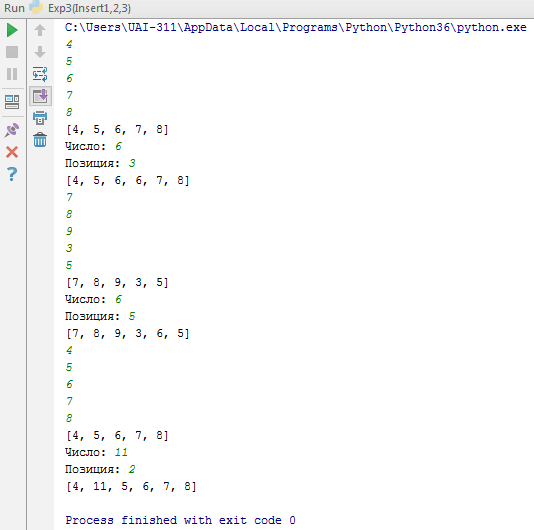 Run Exp3(Insert1,2,3)
C:\Users\UAI-311\AppData\Local\Programs\Python\Python36\python.exe
4
5
6
7
8
[4, 5, 6, 7, 8]
Число: 6
Позиция: 3
[4, 5, 6, 6, 7, 8]
7
8
9
3
5
[7, 8, 9, 3, 5]
Число: 6
Позиция: 5
[7, 8, 9, 3, 6, 5]
4
5
6
7
8
[4, 5, 6, 7, 8]
Число: 11
Позиция: 2
[4, 11, 5, 6, 7, 8]
Process finished with exit code 0